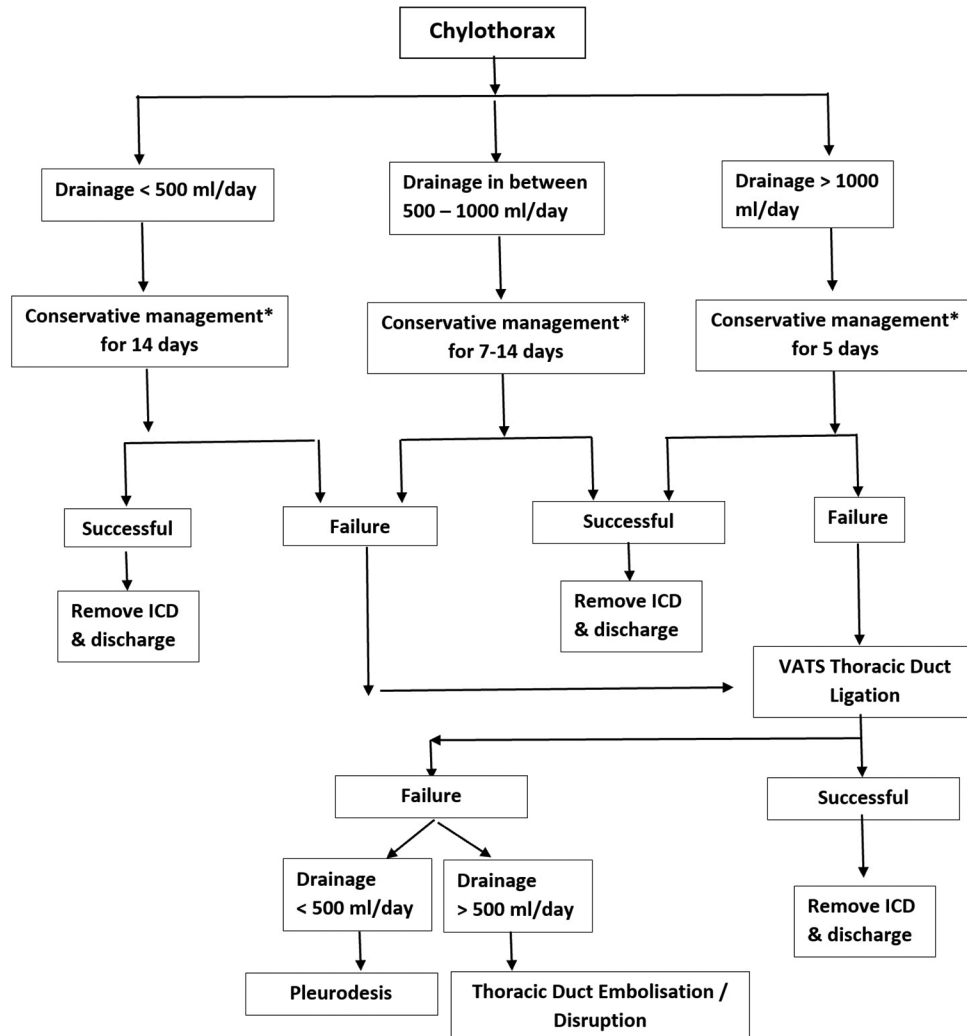 Chylothorax
Drainage < 500 ml/day
Drainage in between
500 – 1000 ml/day
Drainage > 1000
ml/day
Conservative management*
for 14 days
Conservative management*
for 7-14 days
Conservative management*
for 5 days
Successful
Failure
Successful
Failure
Remove ICD
& discharge
Remove ICD
& discharge
VATS Thoracic Duct
Ligation
Failure
Successful
Drainage
< 500 ml/day
Drainage
> 500 ml/day
Remove ICD
& discharge
Pleurodesis
Thoracic Duct Embolisation /
Disruption